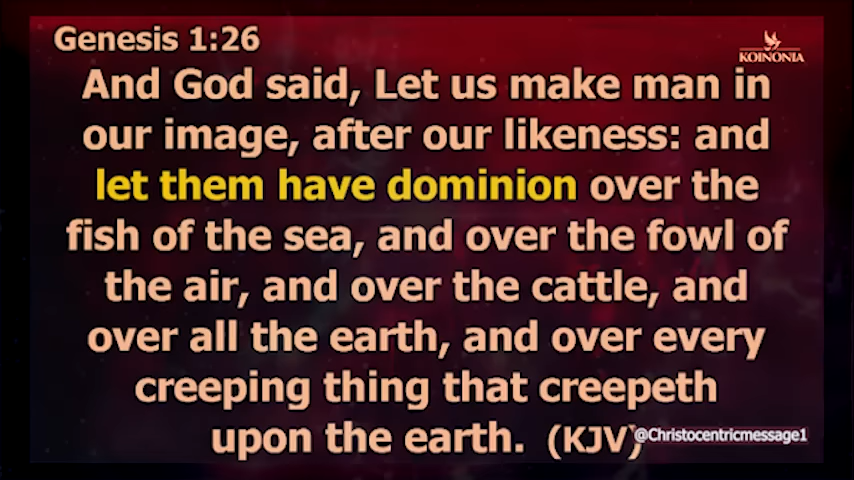 Genesis 1:26
KOINONIA
And God said, Let us make man in
our image, after our likeness: and
let them have dominion over the
fish of the sea, and over the fowl of
the air, and over the cattle, and
over all the earth, and over every
creeping thing that creepeth
upon the earth. (KJV)
@Christocentricmessage1